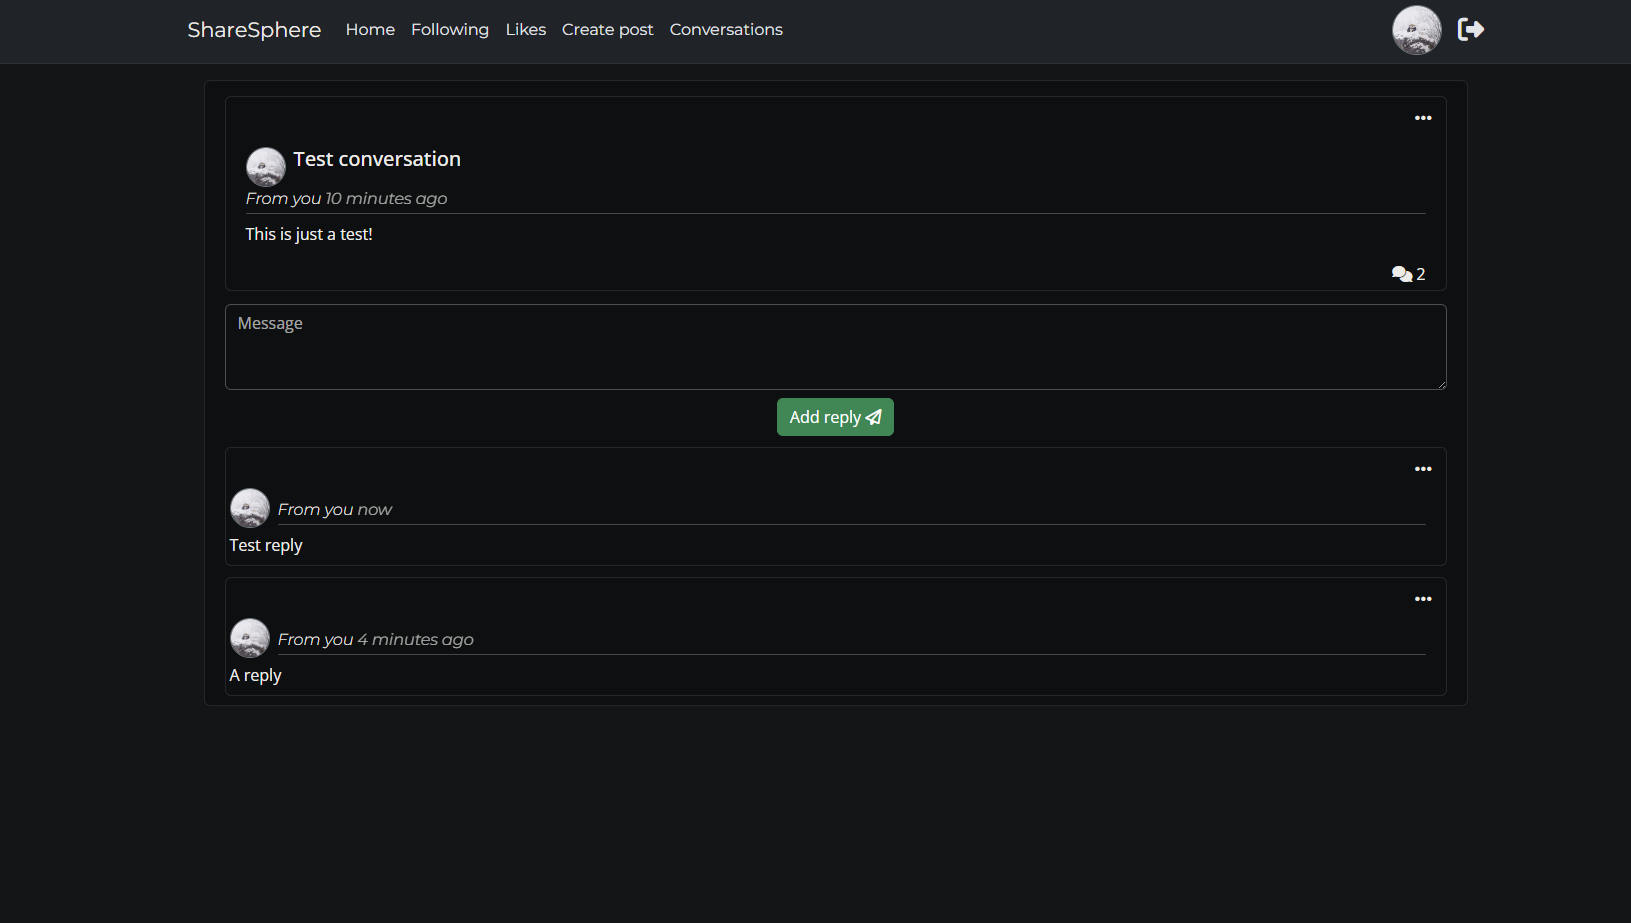 ShareSphere Home Following Likes Create post Conversations
Test conversation
From you 10 minutes ago
This is just a test!
2
Message
Add reply
From you now
Test reply
From you 4 minutes ago
A reply